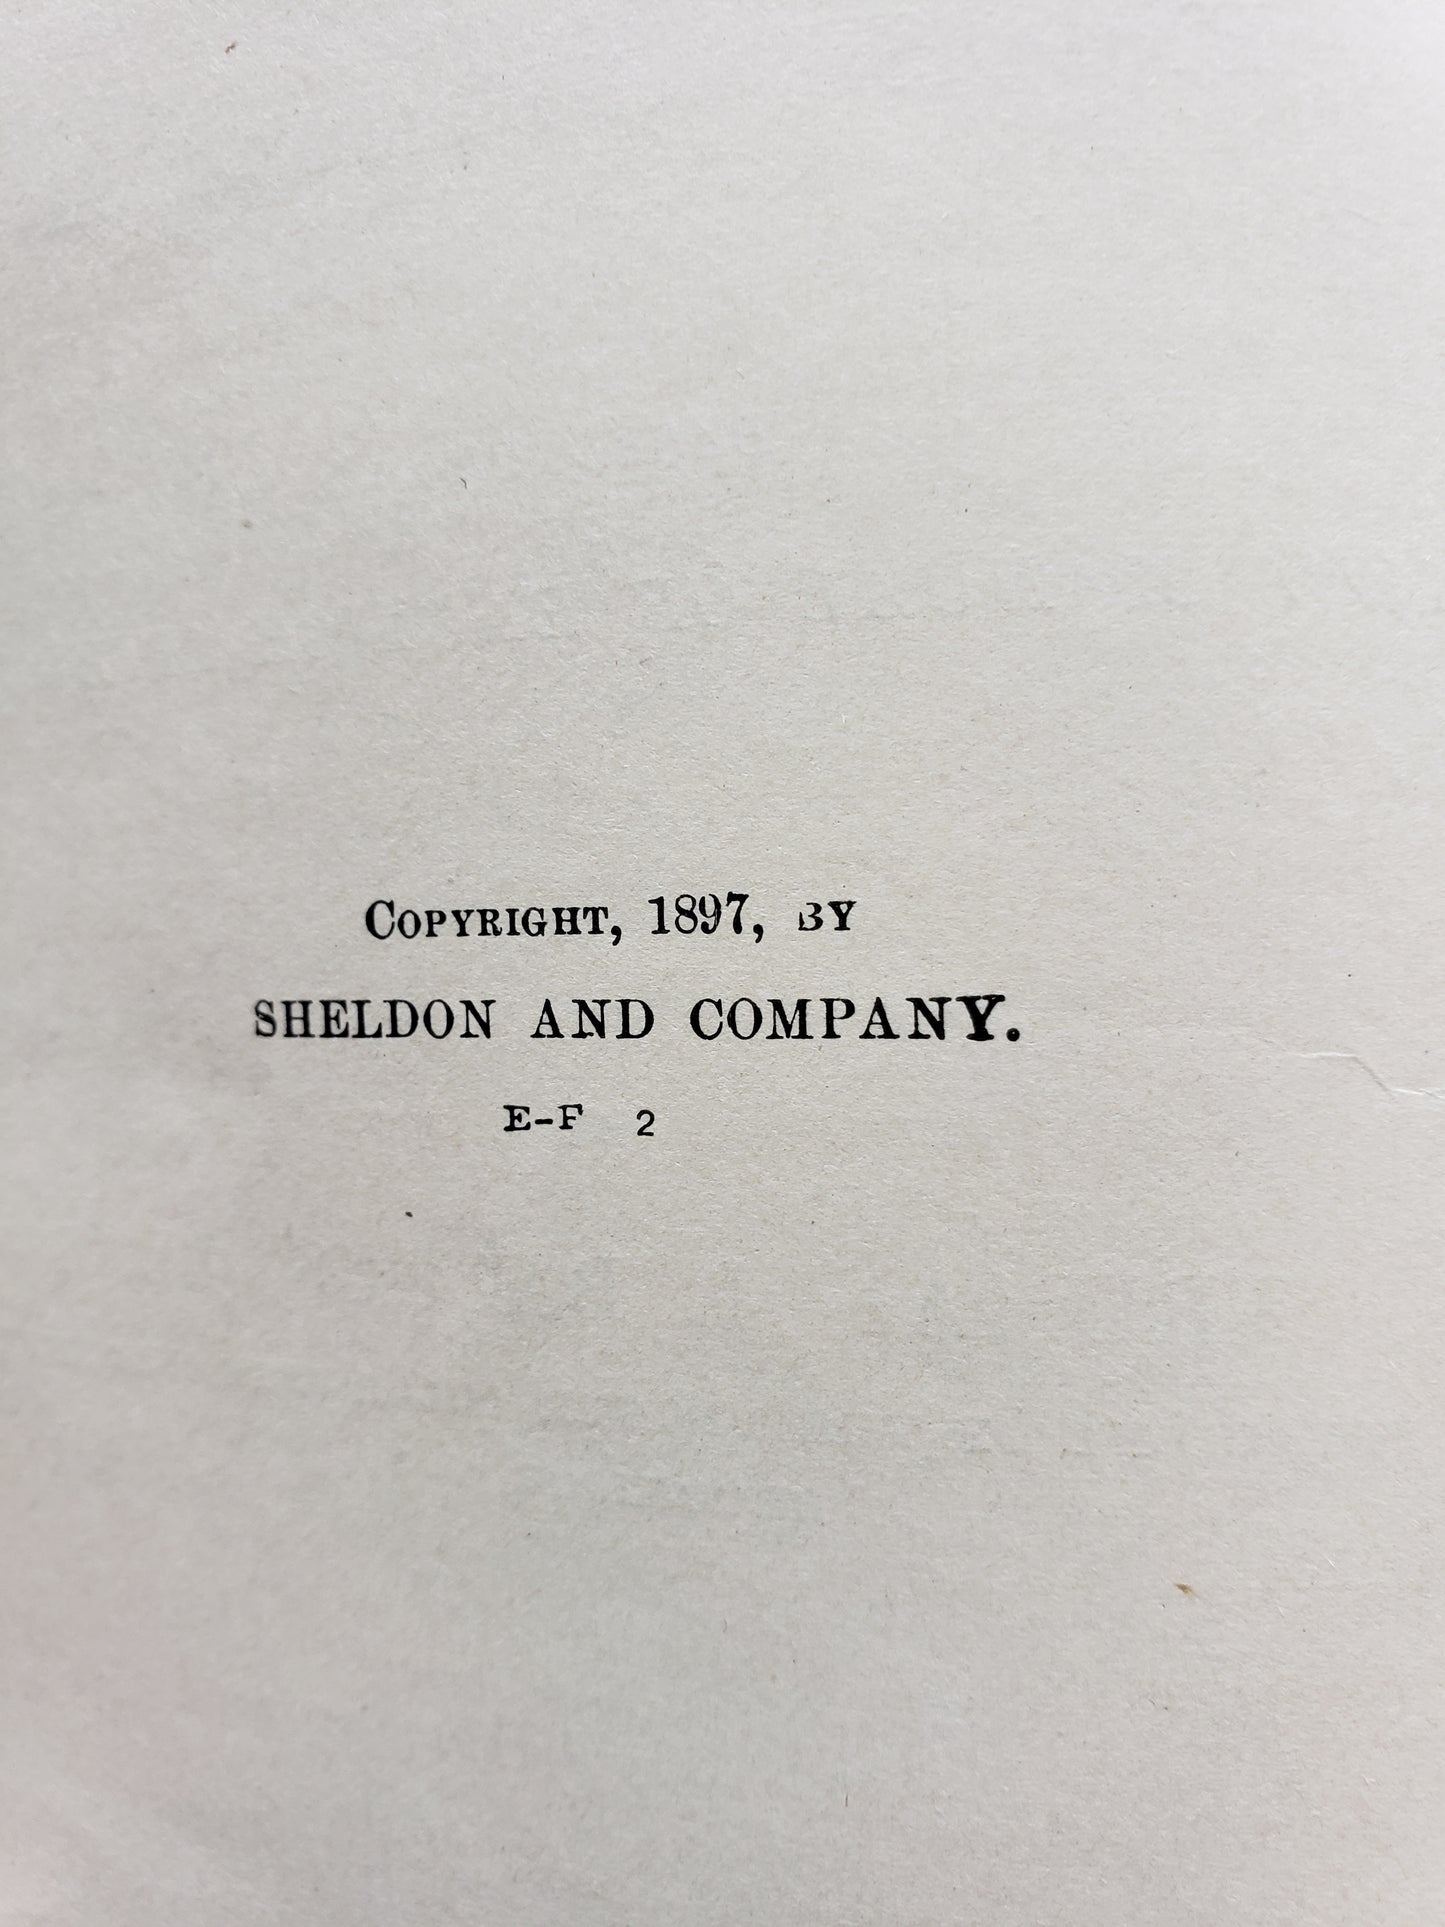 Copyright, 1897, by
SHELDON AND COMPANY.
E-F 2